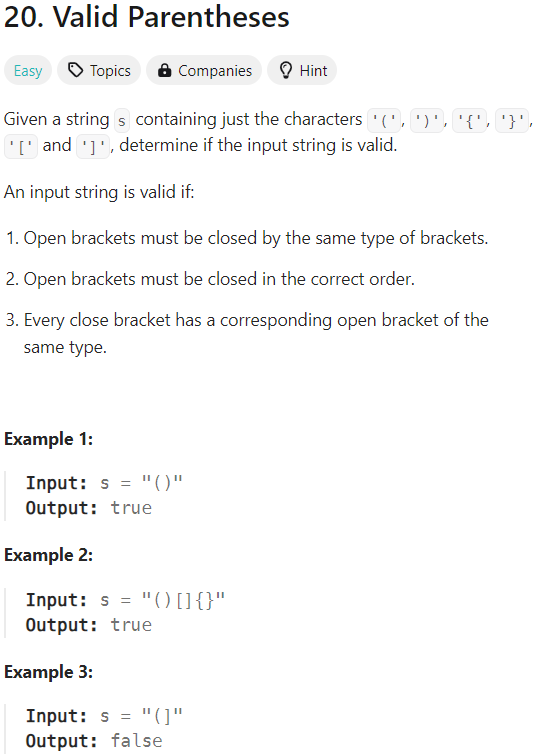 20. Valid Parentheses
Easy Topics Companies Hint
Given a string s containing just the characters '(', ')', '{', '}',
'[' and ']', determine if the input string is valid.
An input string is valid if:
1. Open brackets must be closed by the same type of brackets.
2. Open brackets must be closed in the correct order.
3. Every close bracket has a corresponding open bracket of the
same type.
Example 1:
Input: s = "()"
Output: true
Example 2:
Input: s = "()[]{}"
Output: true
Example 3:
Input: s = "(]"
Output: false